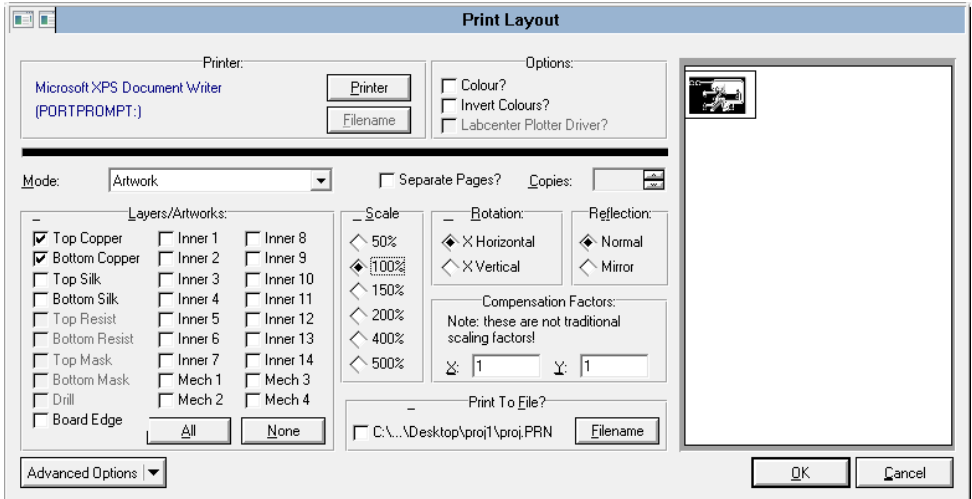 Print Layout
Printer:
Microsoft XPS Document Writer
(PORTPROMPT:)
Printer
Filename
Options:
Colour?
Invert Colours?
Labcenter Plotter Driver?
Mode:
Artwork
Separate Pages?
Copies:
Layers/Artworks:
Top Copper
Bottom Copper
Top Silk
Bottom Silk
Top Resist
Bottom Resist
Top Mask
Bottom Mask
Drill
Board Edge
Inner 1
Inner 2
Inner 3
Inner 4
Inner 5
Inner 6
Inner 7
Mech 1
Mech 2
Inner 8
Inner 9
Inner 10
Inner 11
Inner 12
Inner 13
Inner 14
Mech 3
Mech 4
All
None
Scale
50%
100%
150%
200%
400%
500%
Rotation:
X Horizontal
X Vertical
Reflection:
Normal
Mirror
Compensation Factors:
Note: these are not traditional
scaling factors!
X: 1
Y: 1
Print To File?
C:\...\Desktop\proj1\proj.PRN
Filename
Advanced Options
OK
Cancel